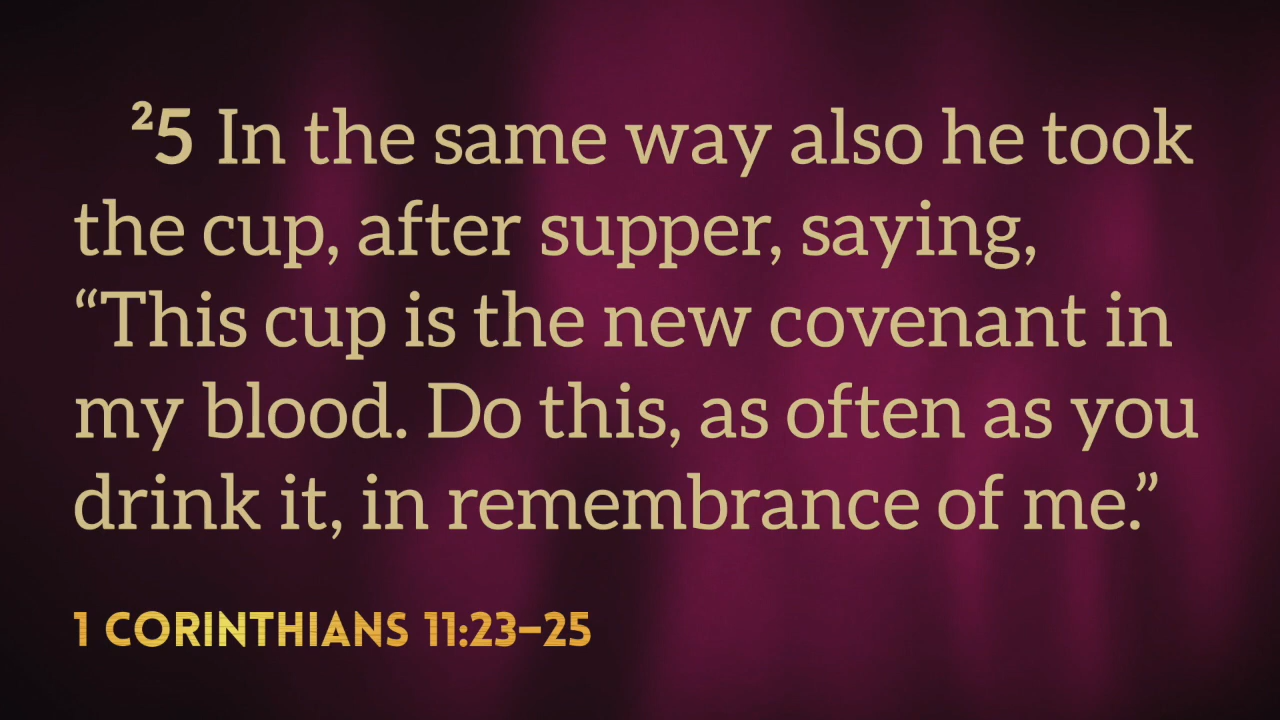 ²5 In the same way also he took
the cup, after supper, saying,
“This cup is the new covenant in
my blood. Do this, as often as you
drink it, in remembrance of me.”
1 CORINTHIANS 11:23–25